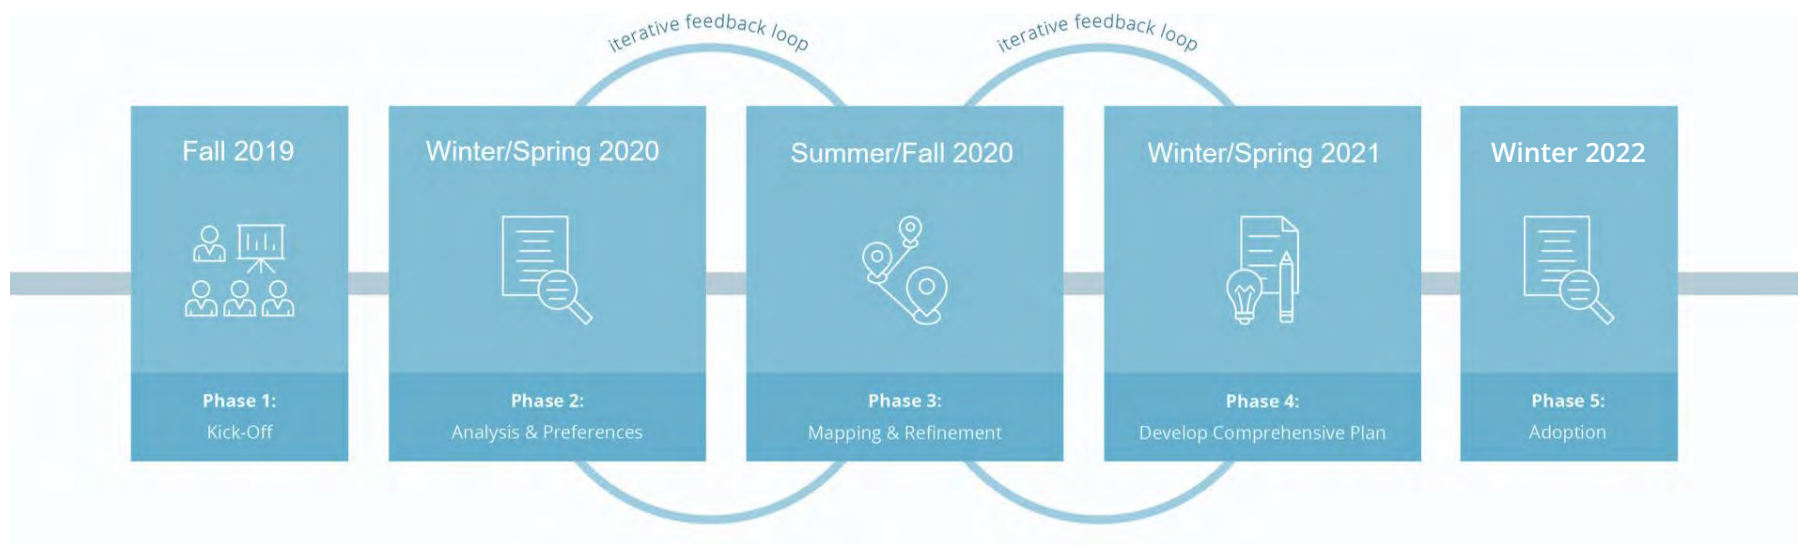 iterative feedback loop
iterative feedback loop
Fall 2019
Winter/Spring 2020
Summer/Fall 2020
Winter/Spring 2021
Winter 2022
Phase 1:
Kick-Off
Phase 2:
Analysis & Preferences
Phase 3:
Mapping & Refinement
Phase 4:
Develop Comprehensive Plan
Phase 5:
Adoption